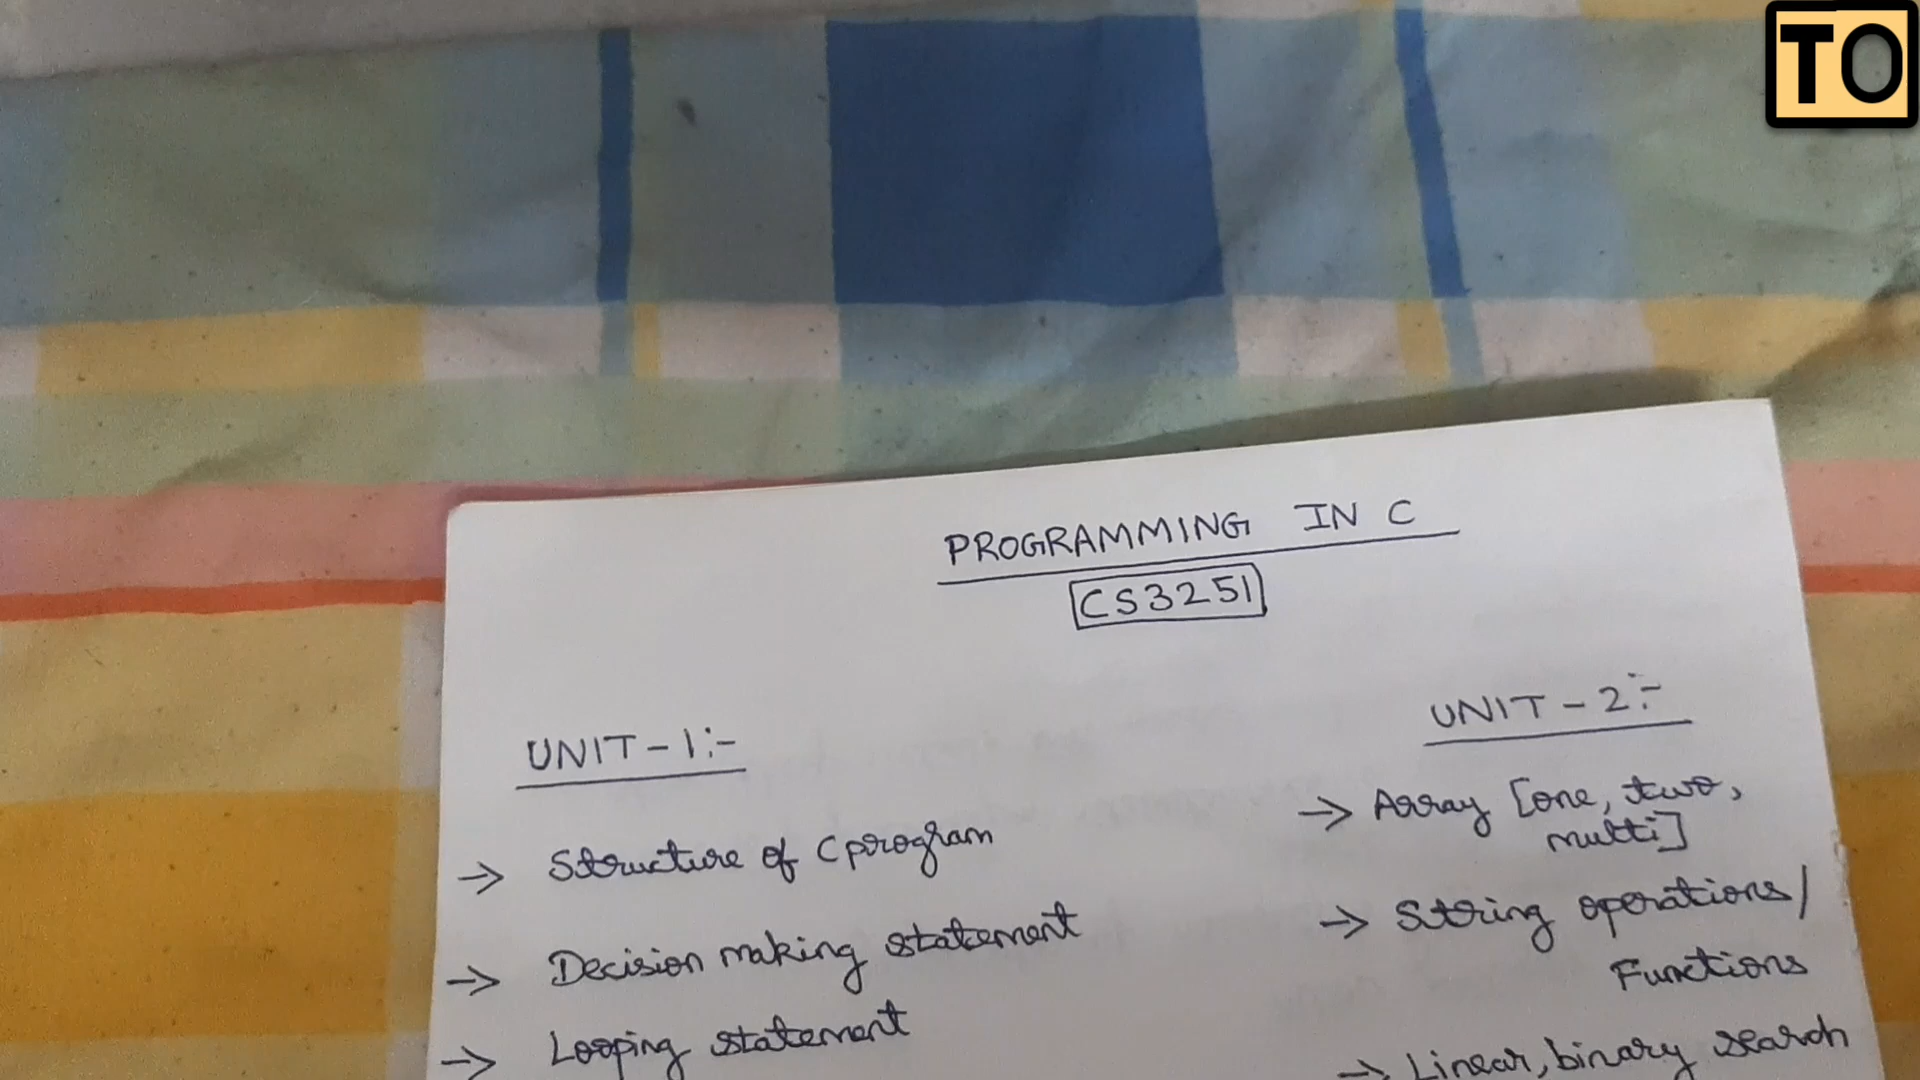 TO
PROGRAMMING IN C
CS3251
UNIT-1:-
→ Structure of C program
→ Decision making statement
→ Looping statement
UNIT-2:-
→ Array [one, two,
multi]
→ String operations/
Functions
→ Linear, binary search